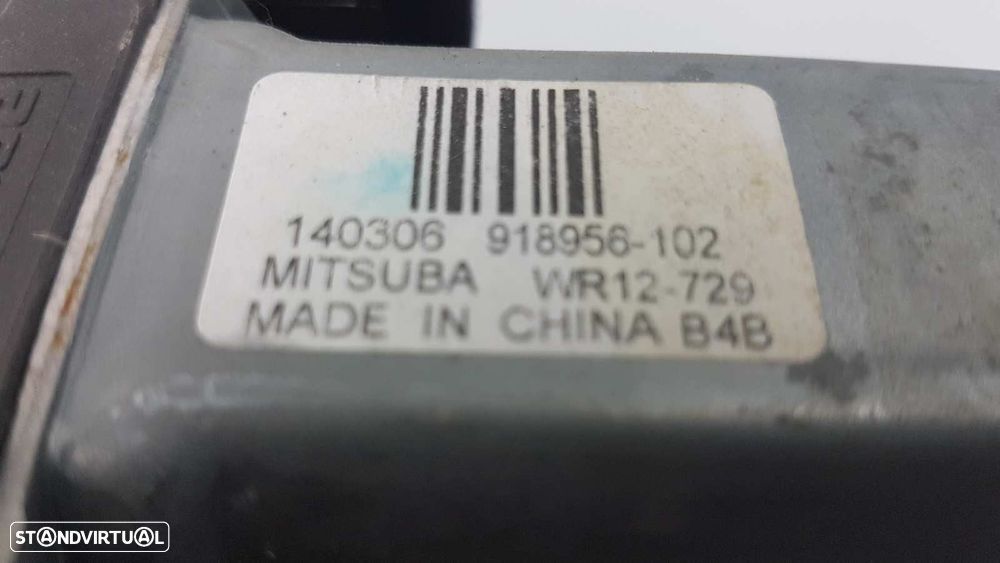 140306 918956-102
MITSUBA WR12-729
MADE IN CHINA B4B
STANDVIRTUAL